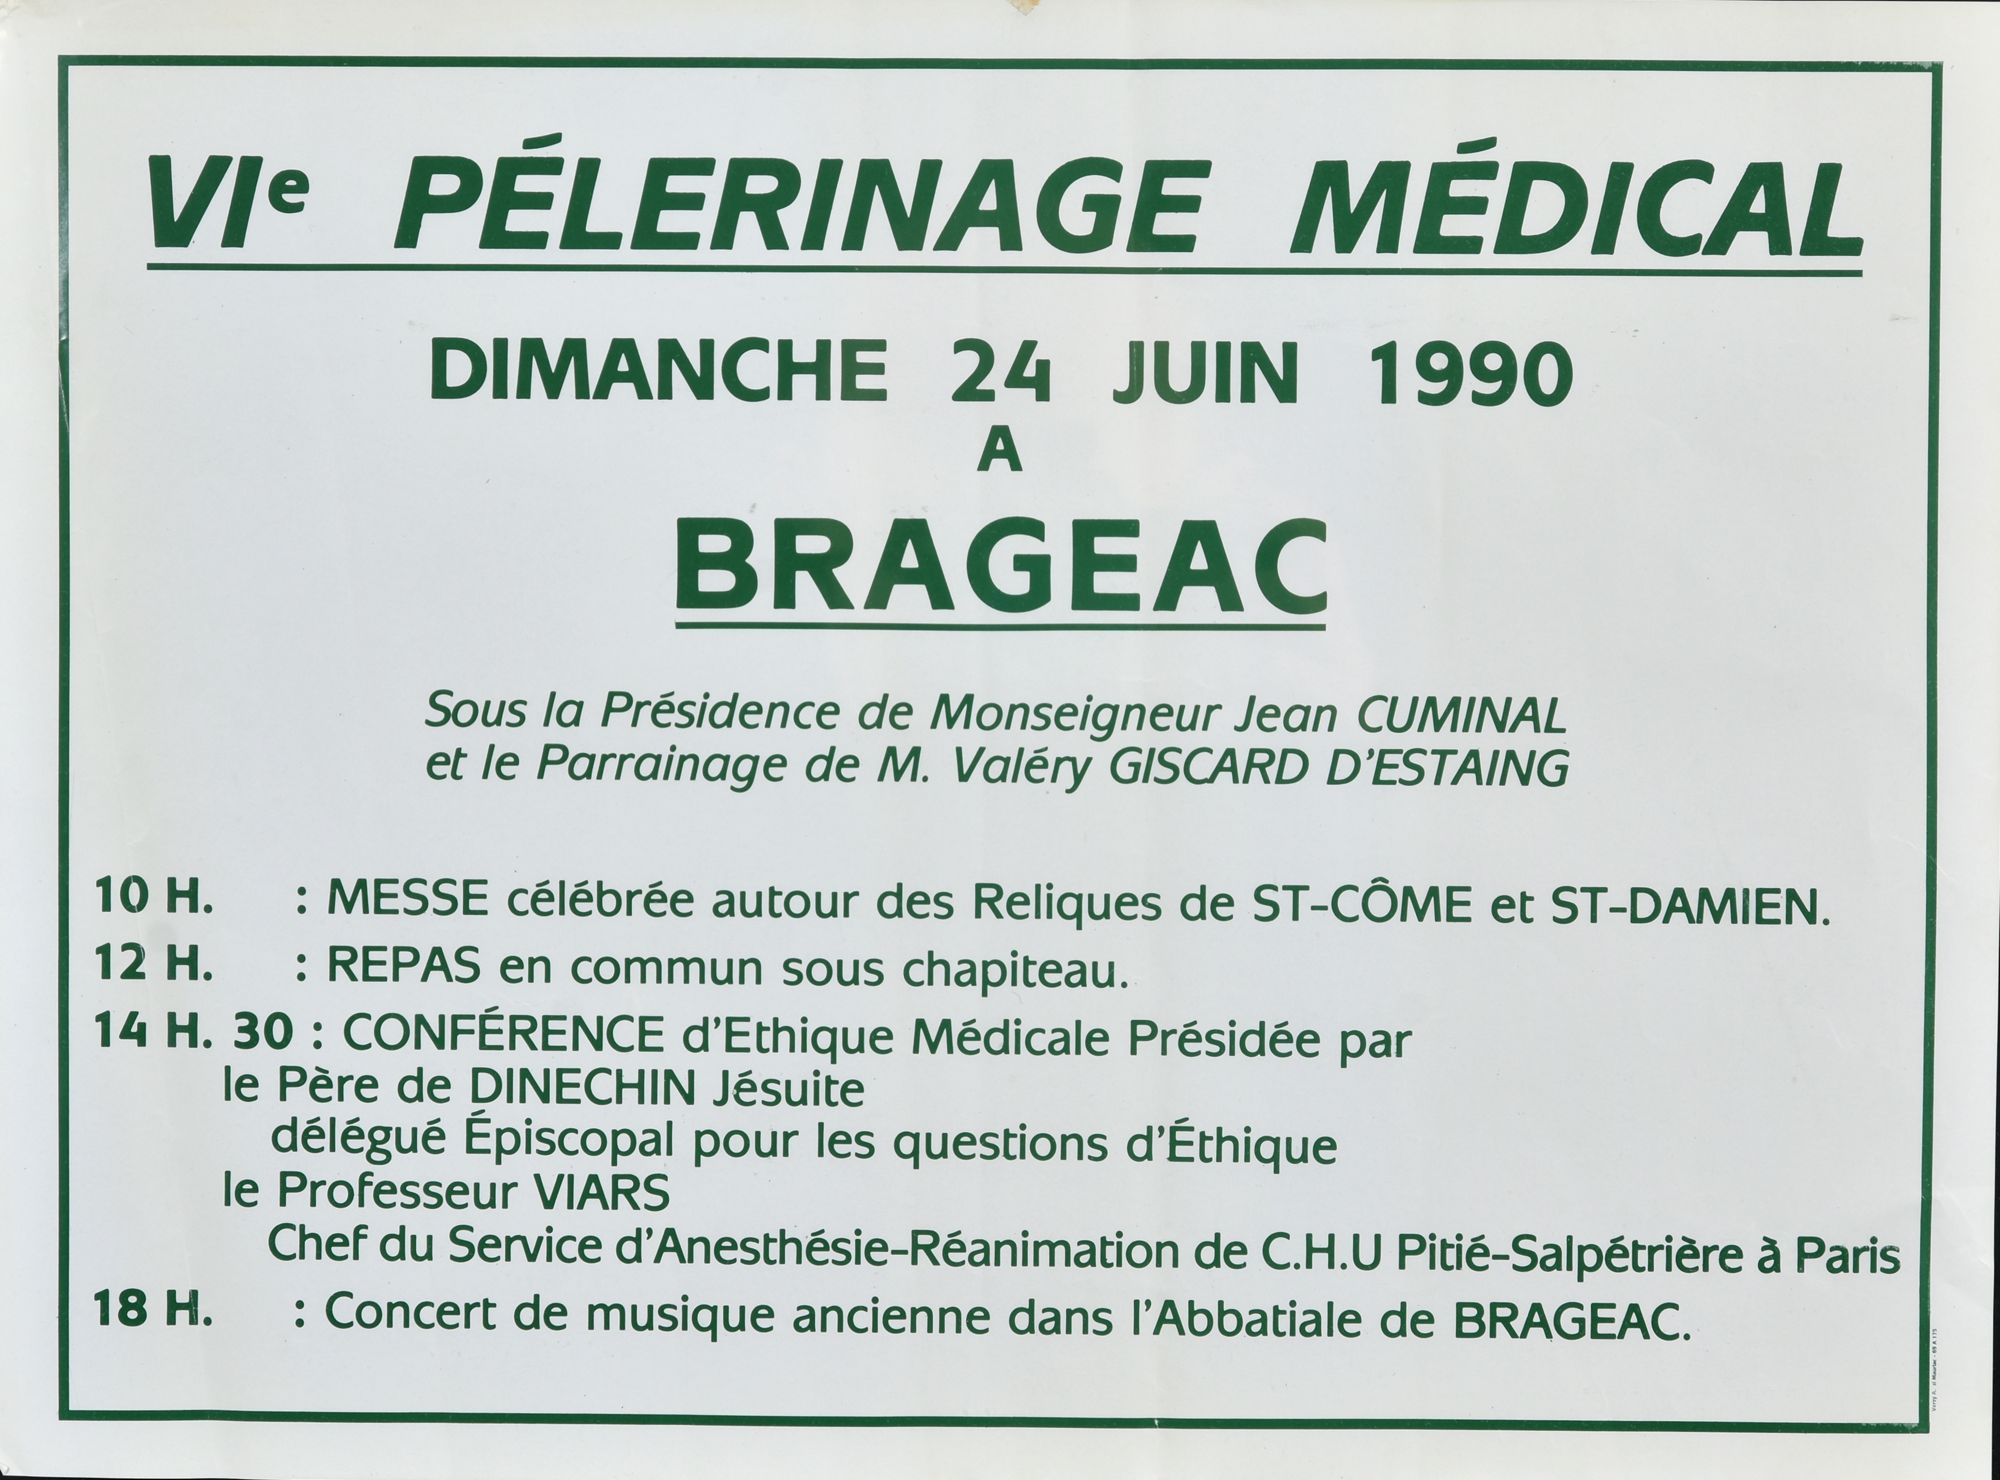 VIe PÉLERINAGE MÉDICAL
DIMANCHE 24 JUIN 1990
A
BRAGEAC
Sous la Présidence de Monseigneur Jean CUMINAL
et le Parrainage de M. Valéry GISCARD D'ESTAING
10 H. : MESSE célébrée autour des Reliques de ST-CÔME et ST-DAMIEN.
12 H. : REPAS en commun sous chapiteau.
14 H. 30 : CONFÉRENCE d'Ethique Médicale Présidée par
le Père de DINECHIN Jésuite
délégué Épiscopal pour les questions d'Éthique
le Professeur VIARS
Chef du Service d'Anesthésie-Réanimation de C.H.U Pitié-Salpétrière à Paris
18 H. : Concert de musique ancienne dans l'Abbatiale de BRAGEAC.